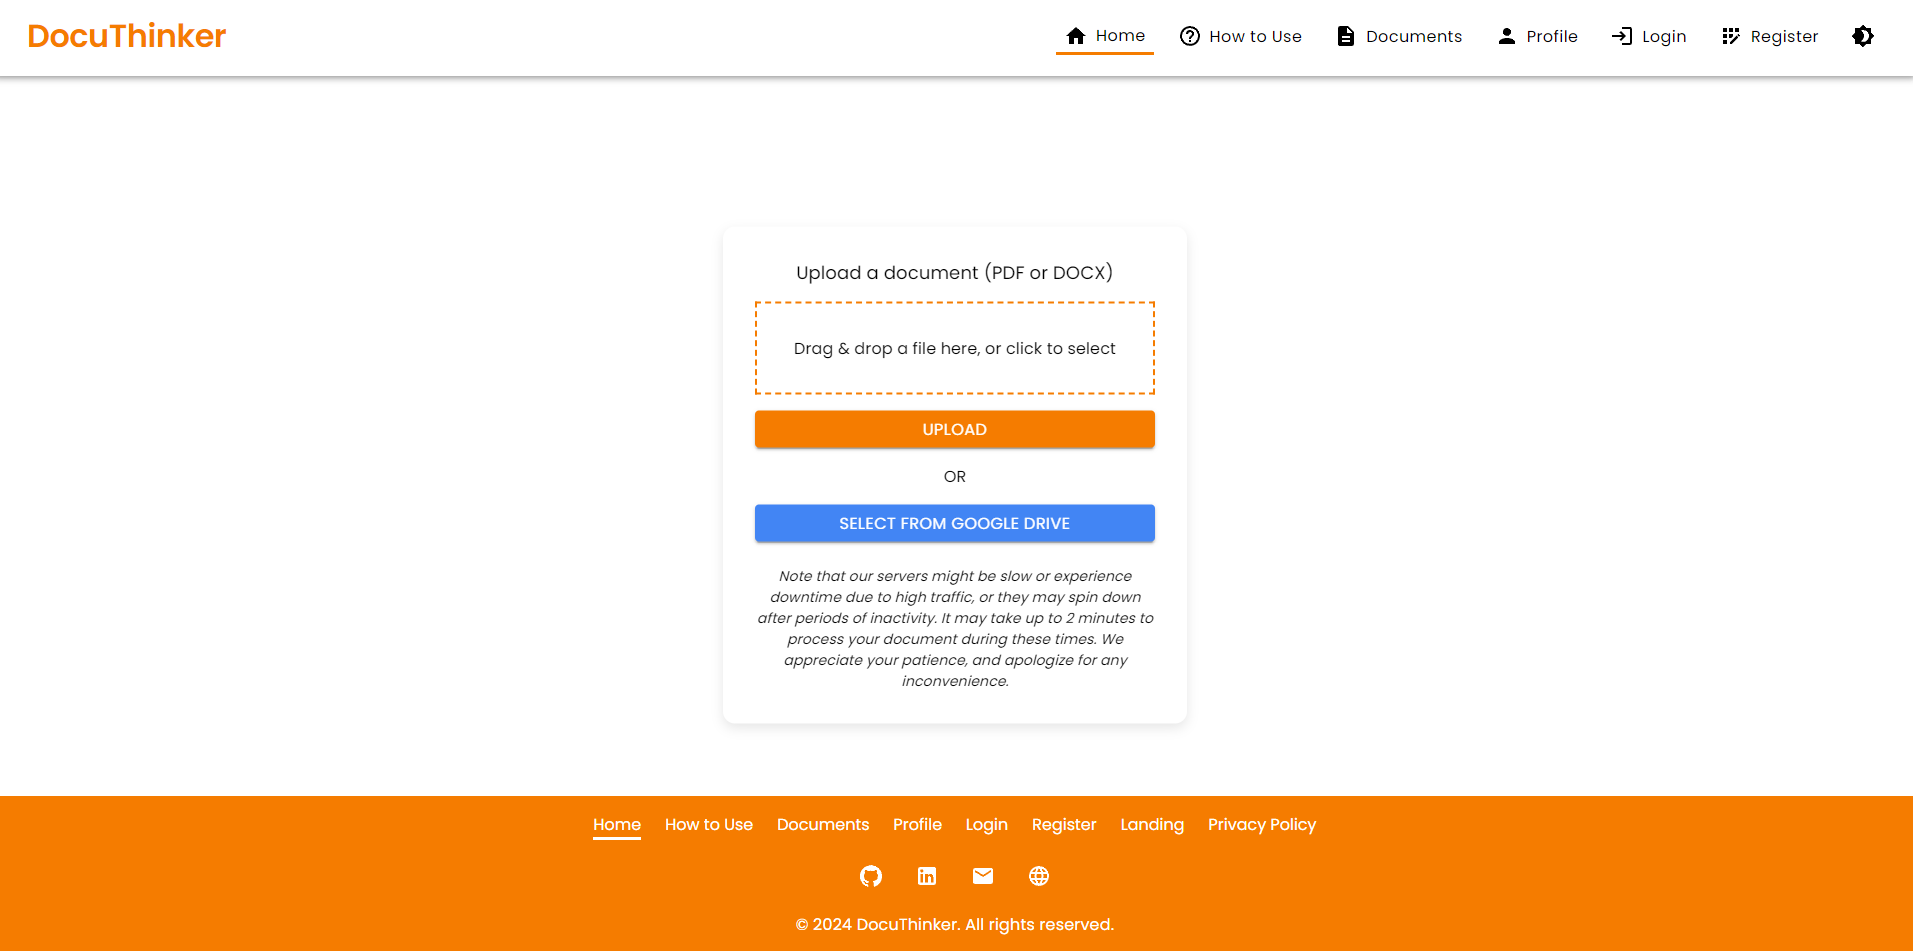 DocuThinker
Home
How to Use
Documents
Profile
Login
Register
Upload a document (PDF or DOCX)
Drag & drop a file here, or click to select
UPLOAD
OR
SELECT FROM GOOGLE DRIVE
Note that our servers might be slow or experience
downtime due to high traffic, or they may spin down
after periods of inactivity. It may take up to 2 minutes to
process your document during these times. We
appreciate your patience, and apologize for any
inconvenience.
Home
How to Use
Documents
Profile
Login
Register
Landing
Privacy Policy
© 2024 DocuThinker. All rights reserved.